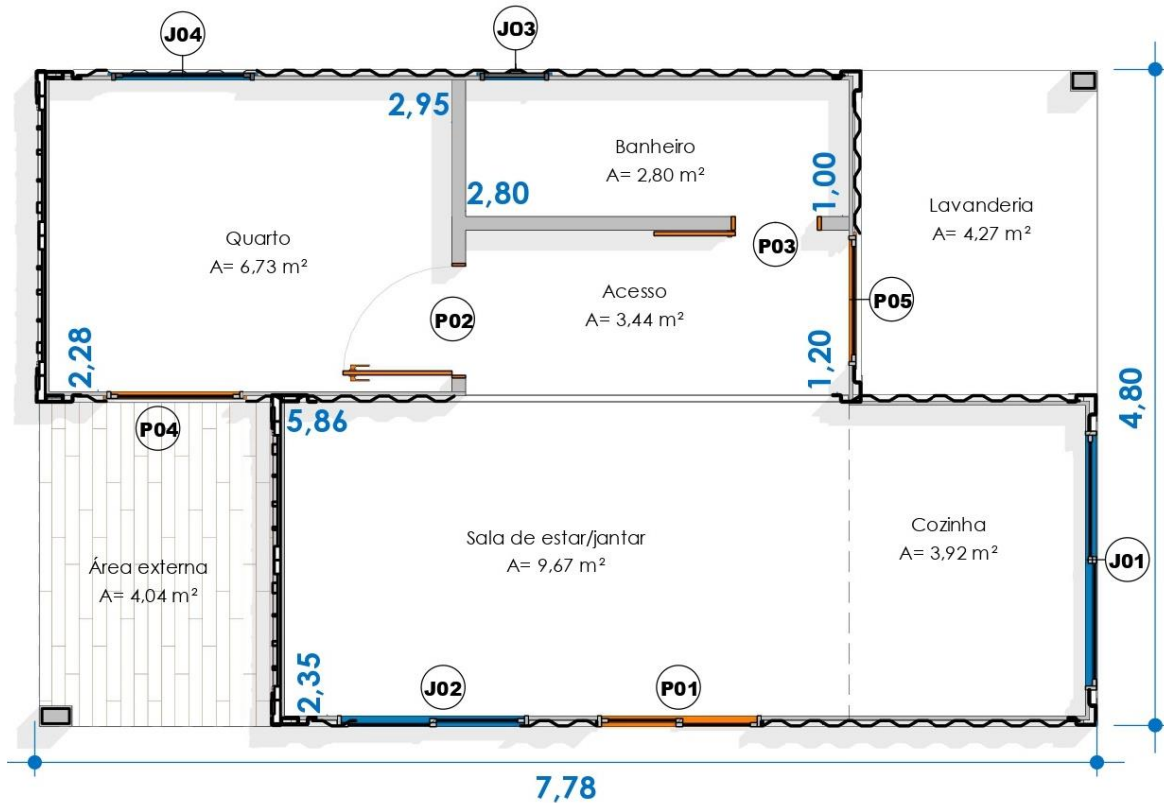 J04
J03
2,95
Banheiro
A= 2,80 m²
2,80
1,00
Lavanderia
A= 4,27 m²
Quarto
A= 6,73 m²
P03
Acesso
A= 3,44 m²
P05
P02
2,28
1,20
4,80
P04
5,86
Sala de estar/jantar
A= 9,67 m²
Cozinha
A= 3,92 m²
J01
Área externa
A= 4,04 m²
2,35
J02
P01
7,78